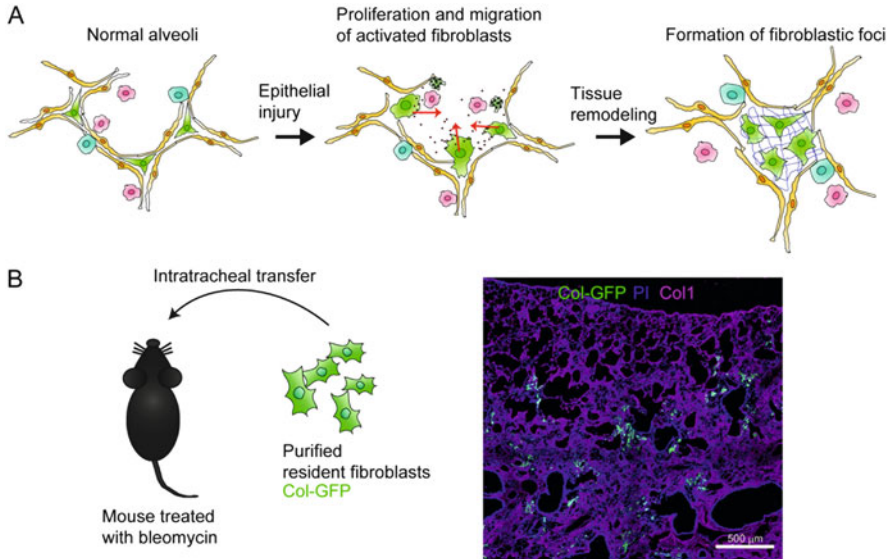 A
Normal alveoli
Epithelial
injury
Proliferation and migration
of activated fibroblasts
Tissue
remodeling
Formation of fibroblastic foci
B
Intratracheal transfer
Mouse treated
with bleomycin
Purified
resident fibroblasts
Col-GFP
Col-GFP PI Col1
500 μm